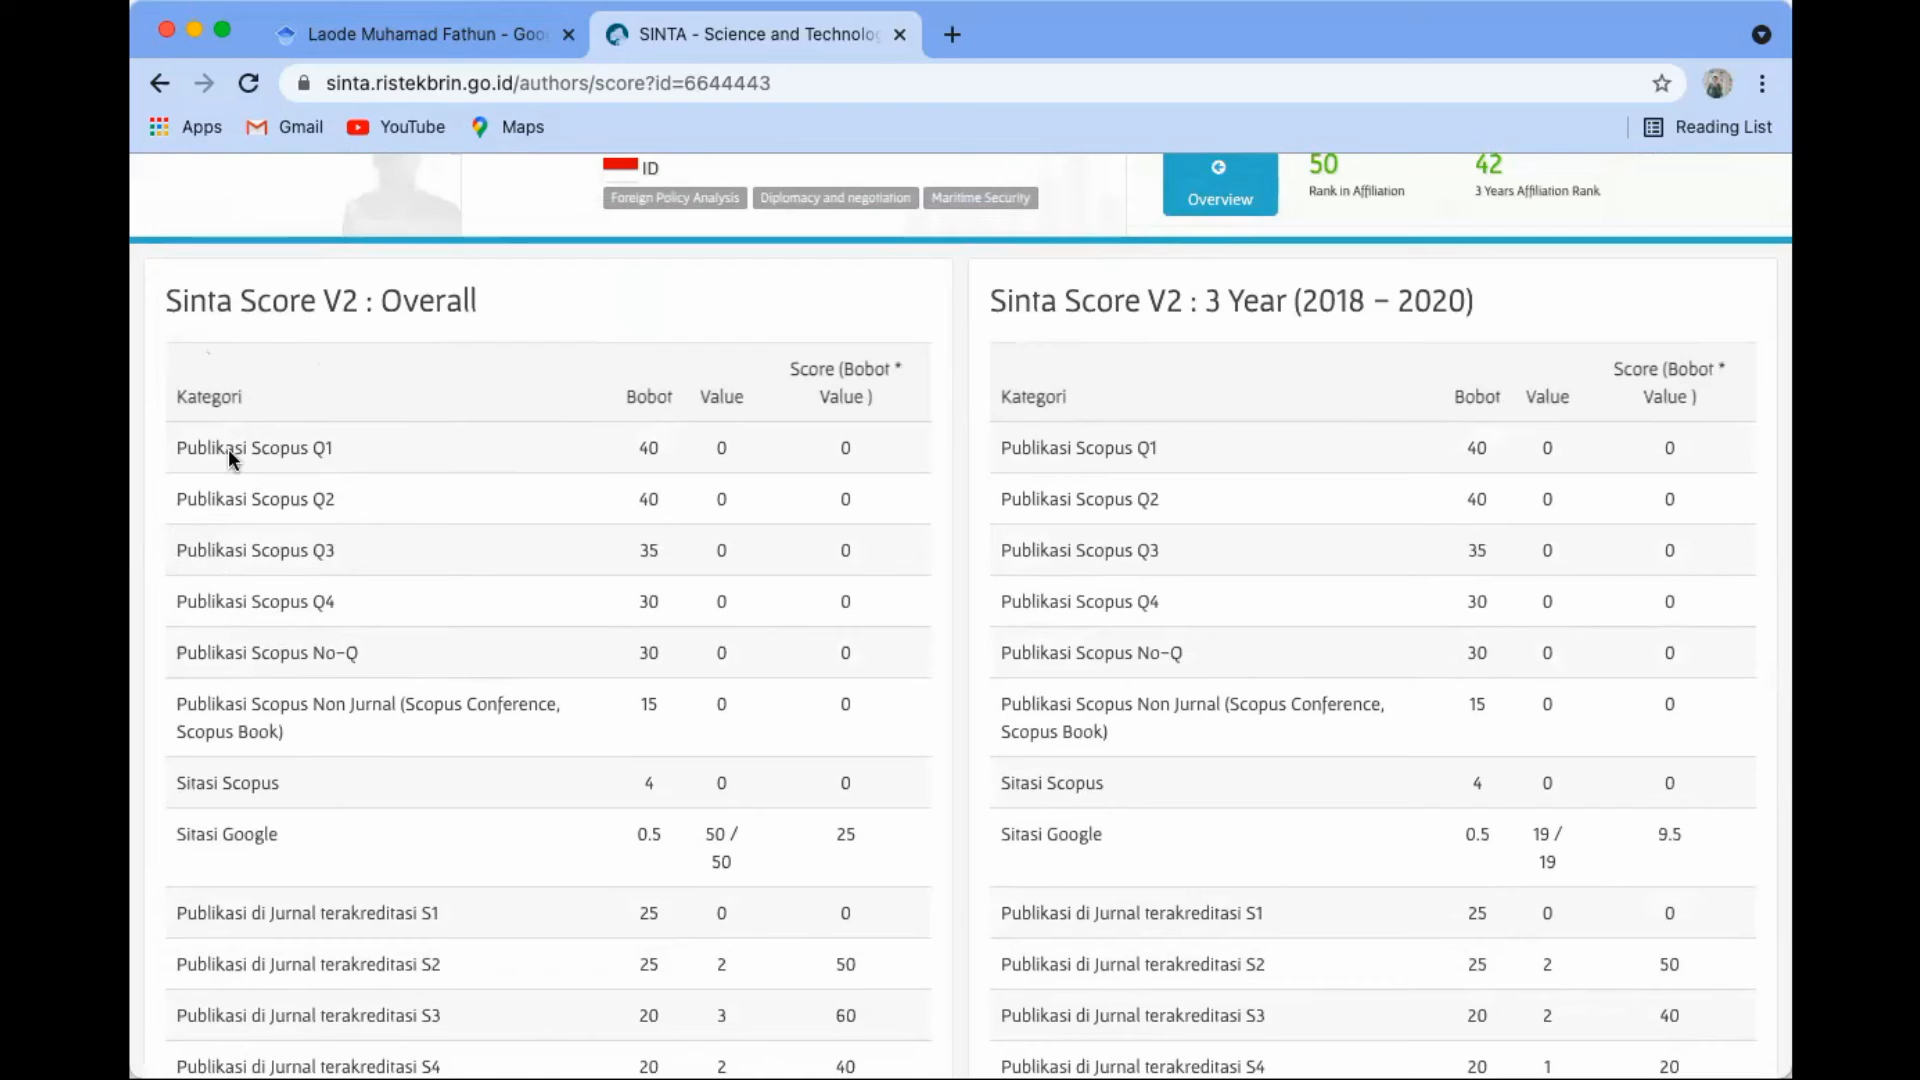 Laode Muhamad Fathun - Goo
SINTA - Science and Technolo
sinta.ristekbrin.go.id/authors/score?id=6644443
Apps Gmail YouTube Maps Reading List
ID
Foreign Policy Analysis Diplomacy and negotiation Maritime Security
Overview
50
Rank in Affiliation
42
3 Years Affiliation Rank
Sinta Score V2 : Overall
Kategori Bobot Value Score (Bobot *
Value )
Publikasi Scopus Q1 40 0 0
Publikasi Scopus Q2 40 0 0
Publikasi Scopus Q3 35 0 0
Publikasi Scopus Q4 30 0 0
Publikasi Scopus No-Q 30 0 0
Publikasi Scopus Non Jurnal (Scopus Conference, 15 0 0
Scopus Book)
Sitasi Scopus 4 0 0
Sitasi Google 0.5 50 / 25
50
Publikasi di Jurnal terakreditasi S1 25 0 0
Publikasi di Jurnal terakreditasi S2 25 2 50
Publikasi di Jurnal terakreditasi S3 20 3 60
Publikasi di Jurnal terakreditasi S4 20 2 40
Sinta Score V2 : 3 Year (2018 – 2020)
Kategori Bobot Value Score (Bobot *
Value )
Publikasi Scopus Q1 40 0 0
Publikasi Scopus Q2 40 0 0
Publikasi Scopus Q3 35 0 0
Publikasi Scopus Q4 30 0 0
Publikasi Scopus No-Q 30 0 0
Publikasi Scopus Non Jurnal (Scopus Conference, 15 0 0
Scopus Book)
Sitasi Scopus 4 0 0
Sitasi Google 0.5 19 / 9.5
19
Publikasi di Jurnal terakreditasi S1 25 0 0
Publikasi di Jurnal terakreditasi S2 25 2 50
Publikasi di Jurnal terakreditasi S3 20 2 40
Publikasi di Jurnal terakreditasi S4 20 1 20